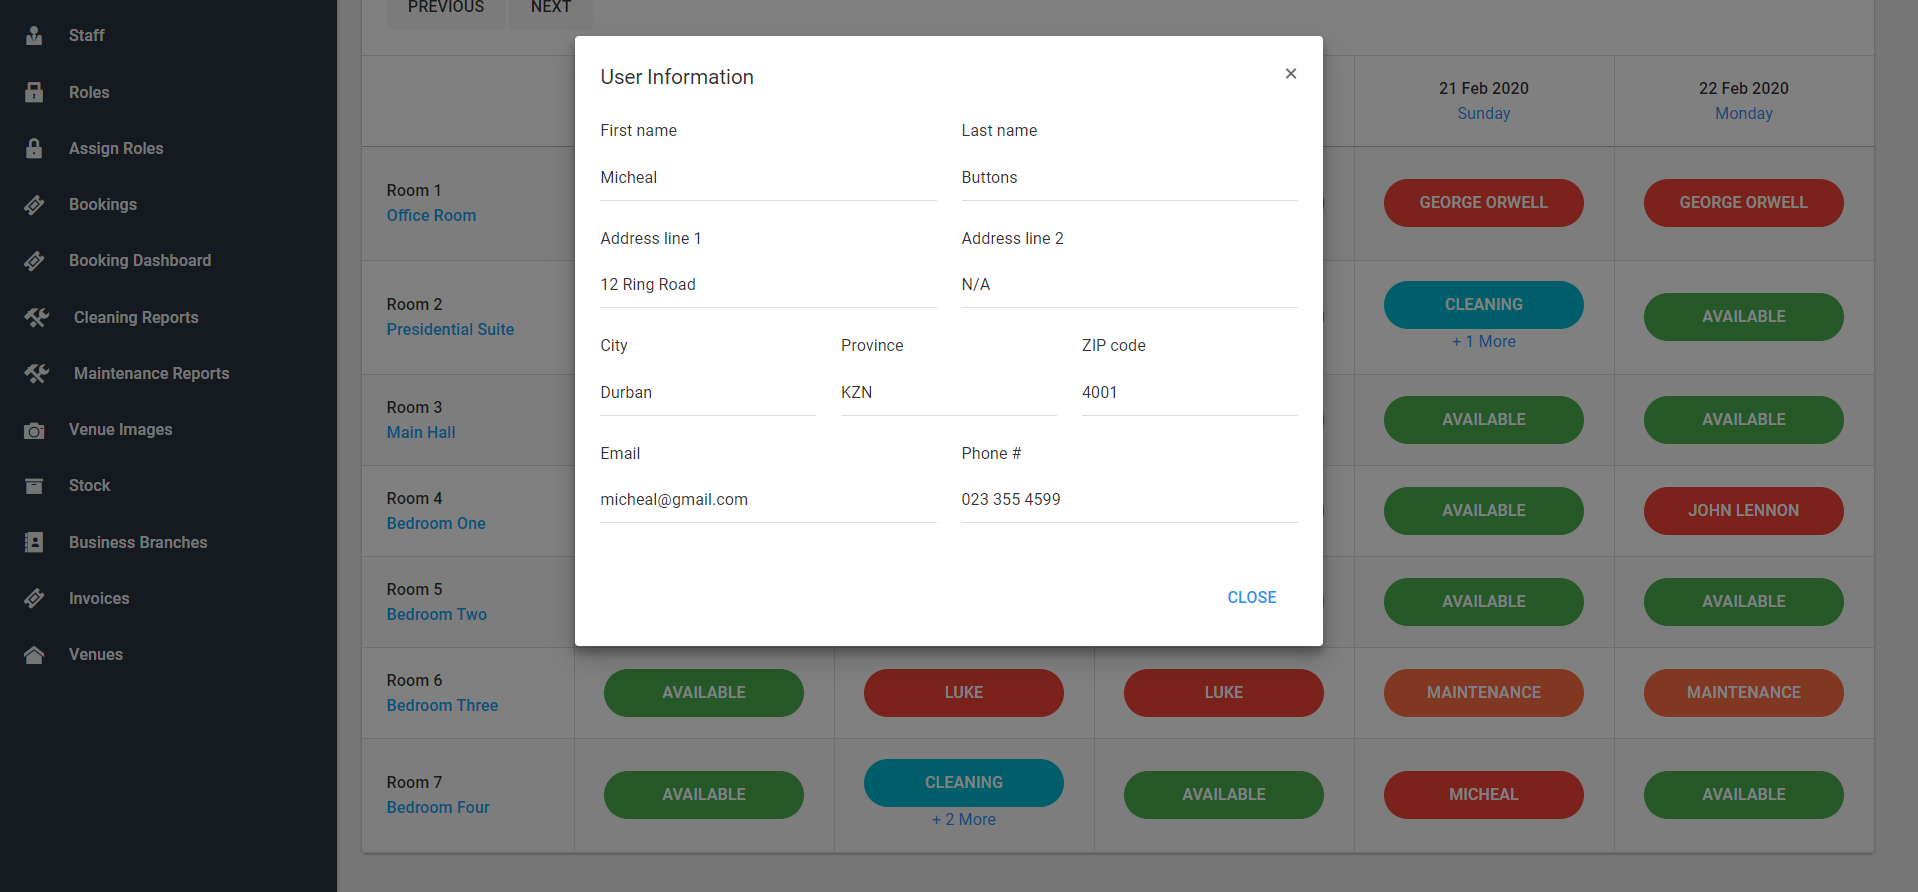 Staff
Roles
Assign Roles
Bookings
Booking Dashboard
Cleaning Reports
Maintenance Reports
Venue Images
Stock
Business Branches
Invoices
Venues
PREVIOUS NEXT
User Information ×
First name Last name
Micheal Buttons
Address line 1 Address line 2
12 Ring Road N/A
City Province ZIP code
Durban KZN 4001
Email Phone #
micheal@gmail.com 023 355 4599
CLOSE
21 Feb 2020 22 Feb 2020
Sunday Monday
Room 1
Office Room
GEORGE ORWELL GEORGE ORWELL
Room 2
Presidential Suite
CLEANING AVAILABLE
+ 1 More
Room 3
Main Hall
AVAILABLE AVAILABLE
Room 4
Bedroom One
AVAILABLE JOHN LENNON
Room 5
Bedroom Two
AVAILABLE AVAILABLE
Room 6
Bedroom Three
AVAILABLE LUKE LUKE MAINTENANCE MAINTENANCE
Room 7
Bedroom Four
AVAILABLE CLEANING AVAILABLE MICHEAL AVAILABLE
+ 2 More